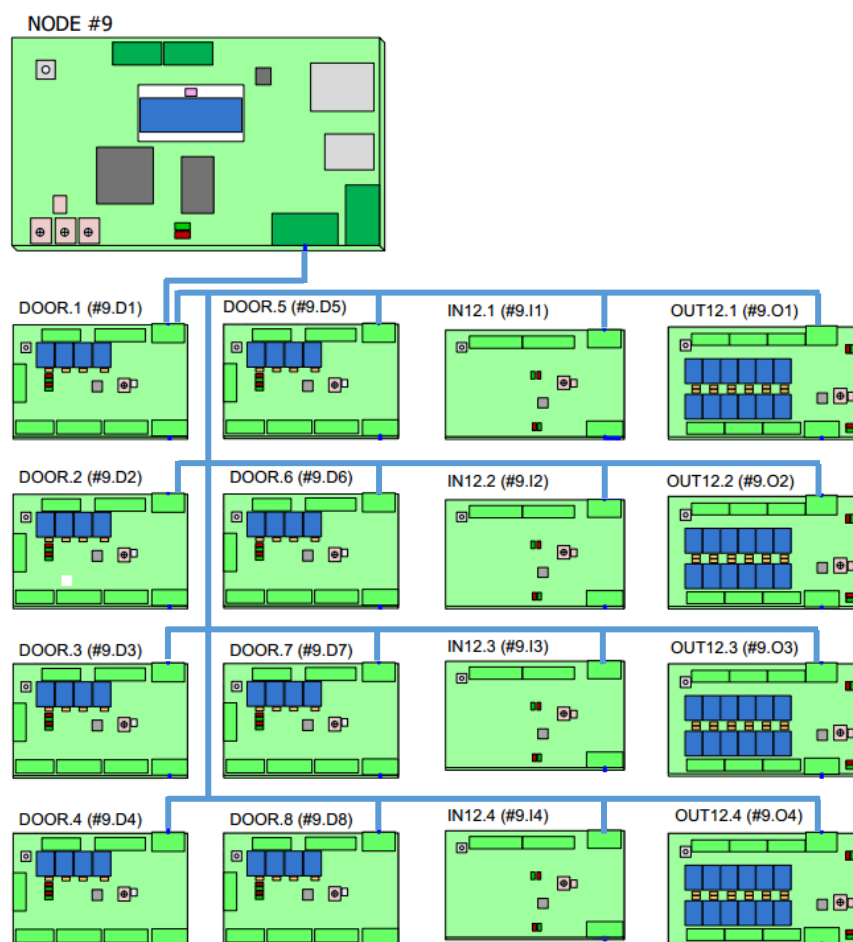 NODE #9
DOOR.1 (#9.D1)
DOOR.5 (#9.D5)
IN12.1 (#9.I1)
OUT12.1 (#9.O1)
DOOR.2 (#9.D2)
DOOR.6 (#9.D6)
IN12.2 (#9.I2)
OUT12.2 (#9.O2)
DOOR.3 (#9.D3)
DOOR.7 (#9.D7)
IN12.3 (#9.I3)
OUT12.3 (#9.O3)
DOOR.4 (#9.D4)
DOOR.8 (#9.D8)
IN12.4 (#9.I4)
OUT12.4 (#9.O4)